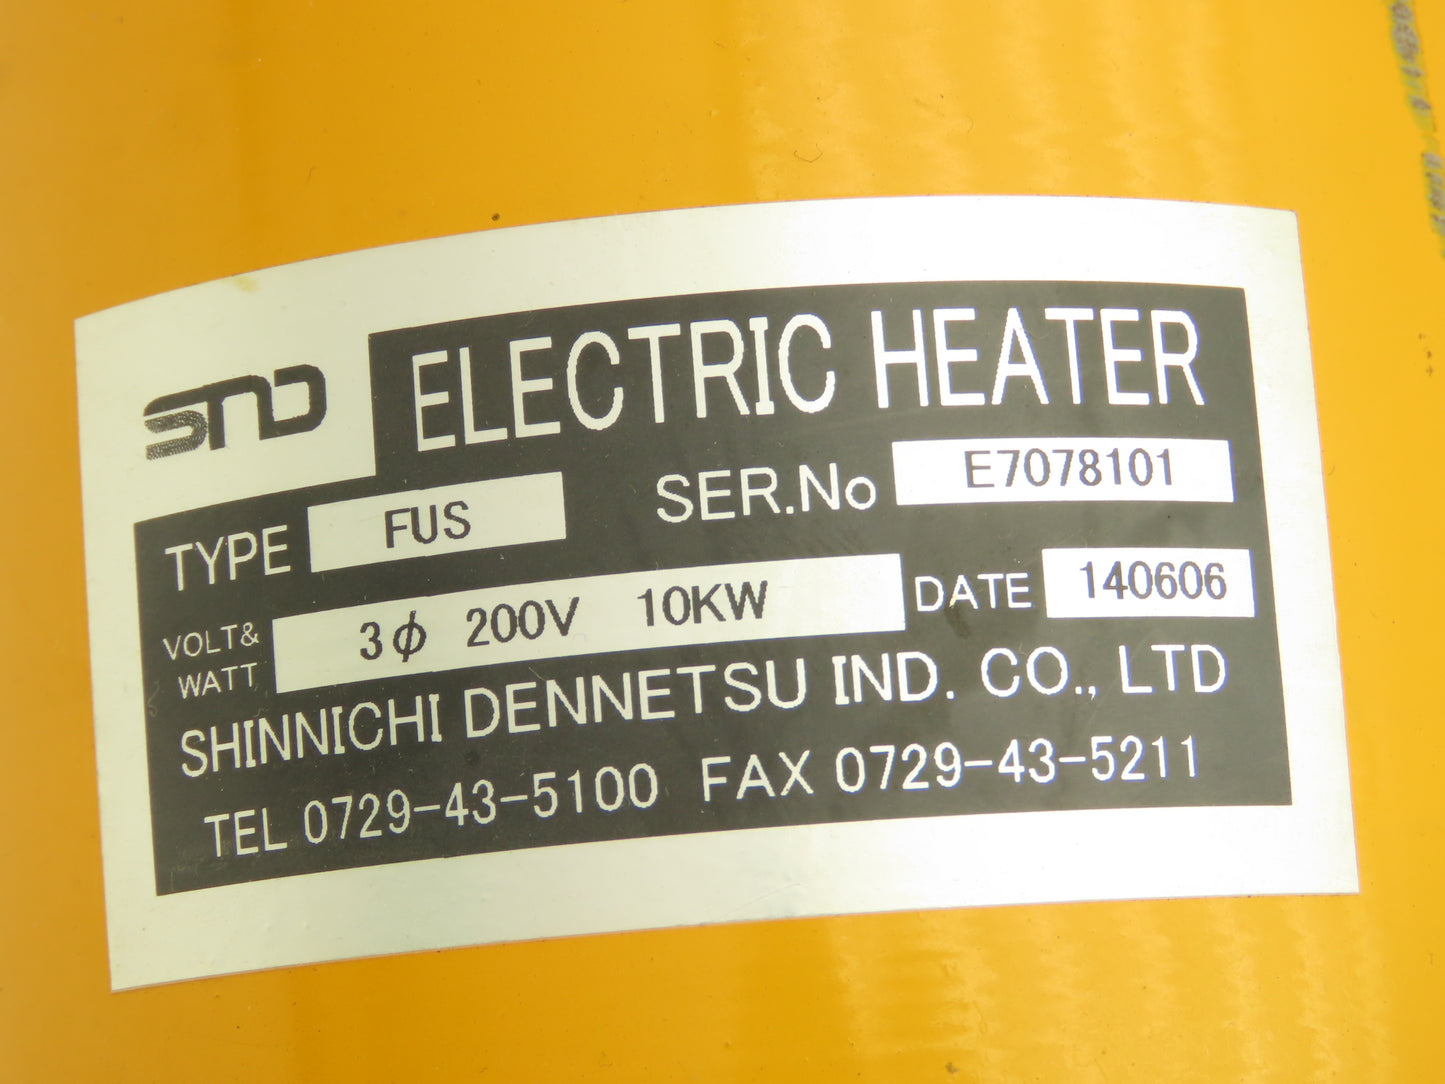 SND
ELECTRIC HEATER
TYPE FUS SER.No E7078101
VOLT& WATT 3φ 200V 10KW DATE 140606
SHINNICHI DENNETSU IND. CO., LTD
TEL 0729-43-5100 FAX 0729-43-5211